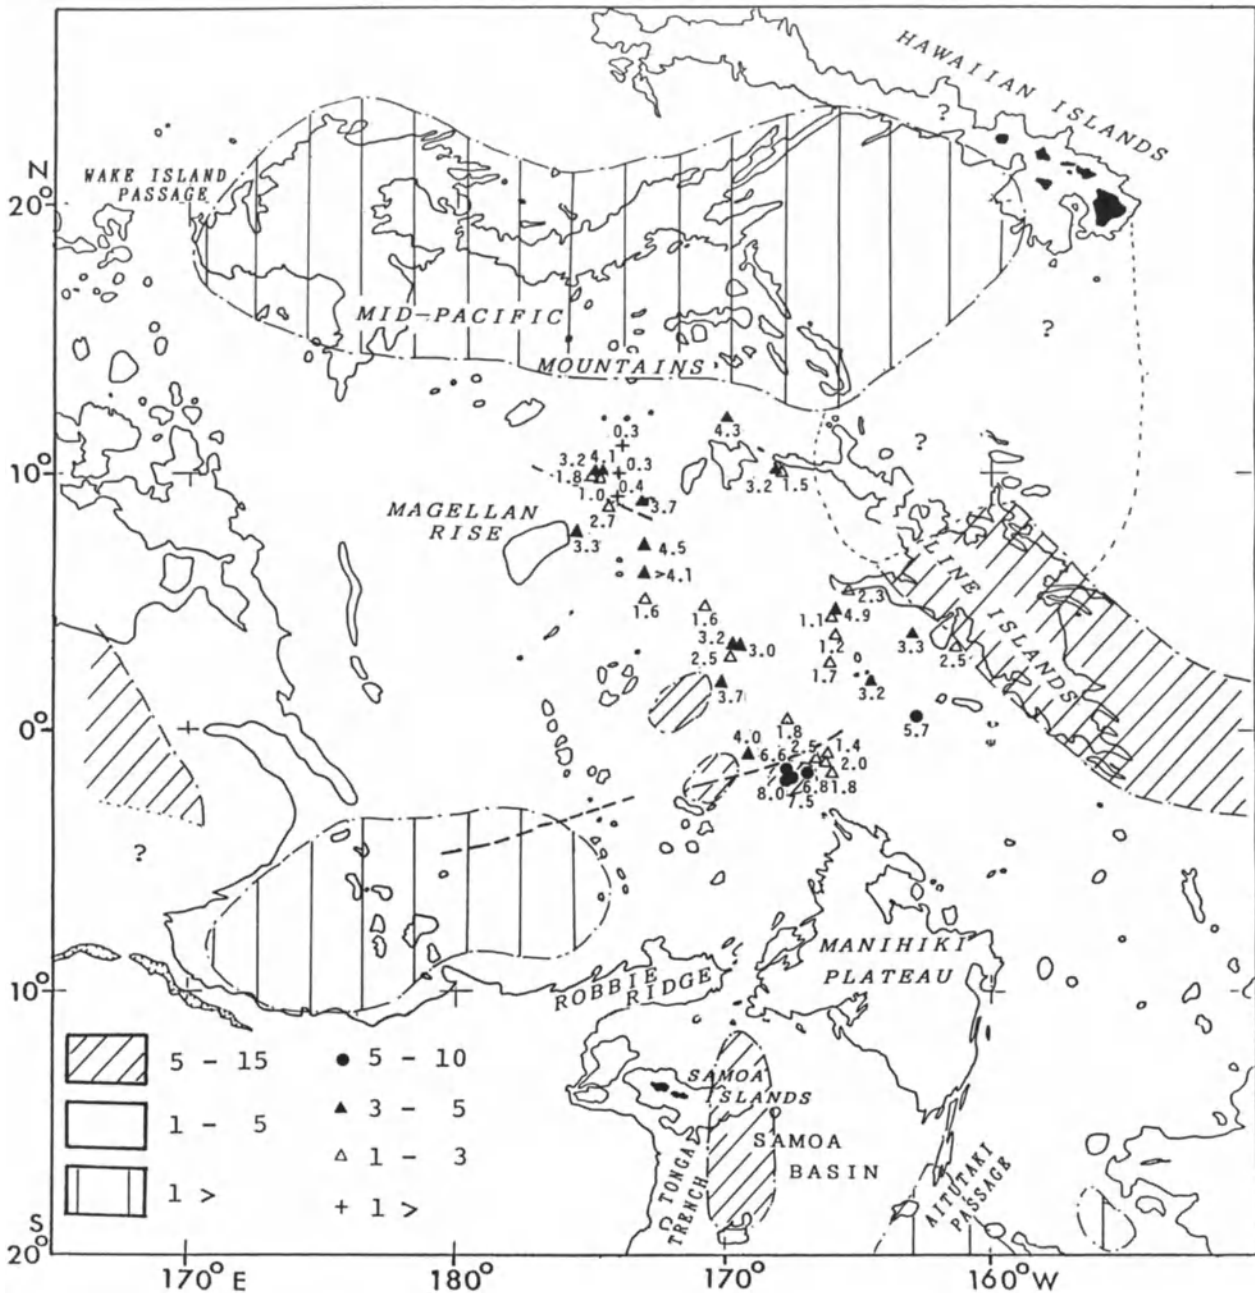 HAWAIIAN ISLANDS
?
N
WAKE ISLAND
PASSAGE
20°
MID-PACIFIC
?
MOUNTAINS
4.3
0.3
?
3.2 4.1 0.3
10°
1.8
1.0 0.4
3.2 1.5
3.7
MAGELLAN
RISE
2.7
3.3
4.5
>4.1
LINE ISLANDS
2.3
1.6
1.6
1.1 4.9
3.2
3.0
1.2
3.3
2.5
2.5
1.7
3.7
3.2
0°
1.8
5.7
4.0
2.5 1.4
6.6
2.0
8.0 6.8 1.8
7.5
?
MANIHIKI
PLATEAU
10°
ROBBIE
RIDGE
5 - 15
5 - 10
SAMOA
ISLANDS
1 - 5
3 - 5
SAMOA
BASIN
1 - 3
TONGA
TRENCH
AITUTAKI
PASSAGE
1 >
1 >
S
20°
170° E
180°
170°
160° W